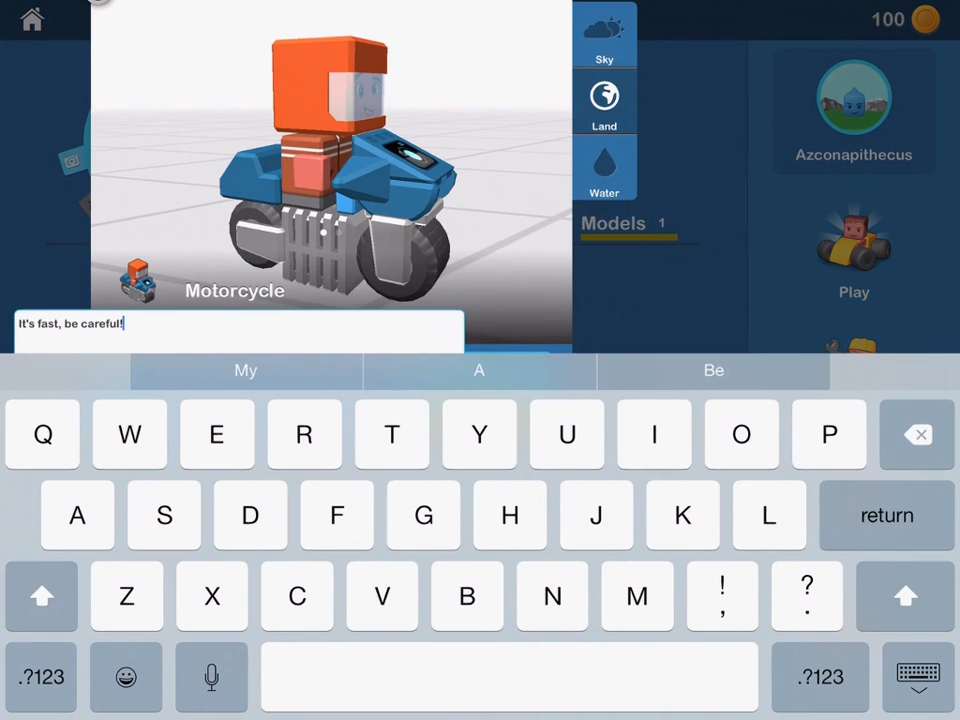 100
Sky
Land
Water
Azconapithecus
Models 1
Play
Motorcycle
It's fast, be careful!
My A Be
Q W E R T Y U I O P
A S D F G H J K L return
Z X C V B N M ! , ? .
.?123 .?123